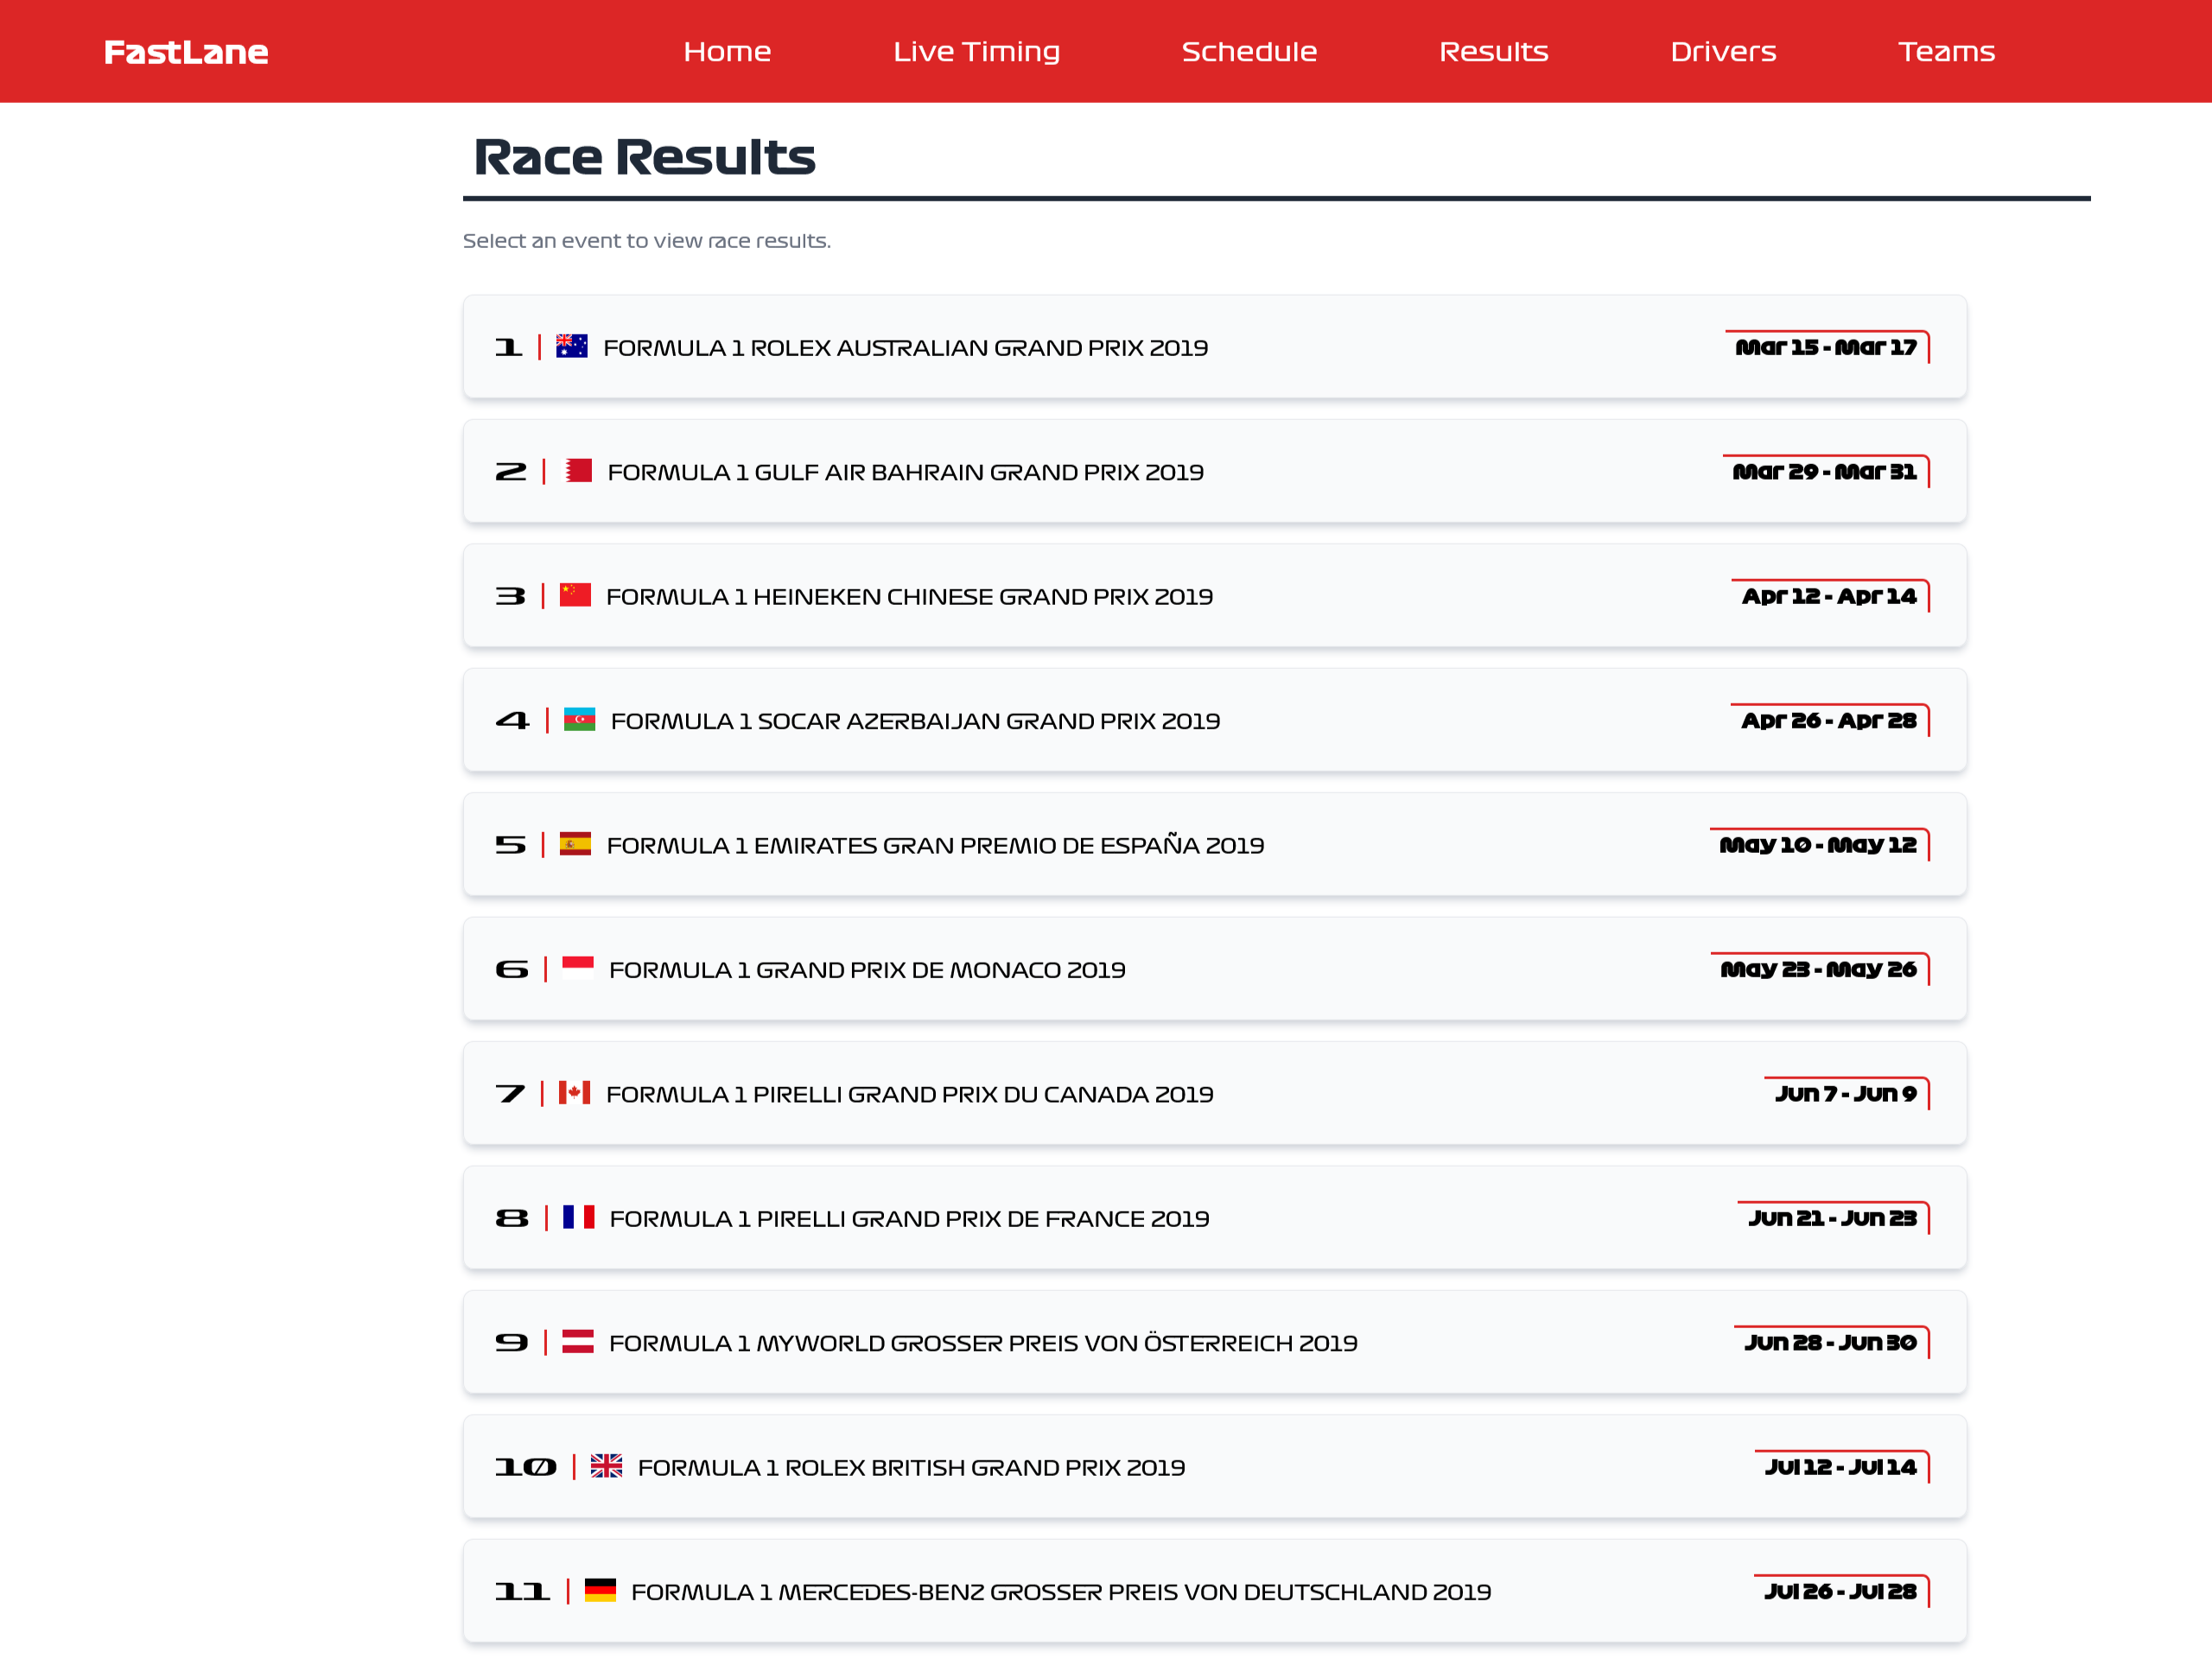 FastLane Home Live Timing Schedule Results Drivers Teams
Race Results
Select an event to view race results.
1 FORMULA 1 ROLEX AUSTRALIAN GRAND PRIX 2019 Mar 15 - Mar 17
2 FORMULA 1 GULF AIR BAHRAIN GRAND PRIX 2019 Mar 29 - Mar 31
3 FORMULA 1 HEINEKEN CHINESE GRAND PRIX 2019 Apr 12 - Apr 14
4 FORMULA 1 SOCAR AZERBAIJAN GRAND PRIX 2019 Apr 26 - Apr 28
5 FORMULA 1 EMIRATES GRAN PREMIO DE ESPAÑA 2019 May 10 - May 12
6 FORMULA 1 GRAND PRIX DE MONACO 2019 May 23 - May 26
7 FORMULA 1 PIRELLI GRAND PRIX DU CANADA 2019 Jun 7 - Jun 9
8 FORMULA 1 PIRELLI GRAND PRIX DE FRANCE 2019 Jun 21 - Jun 23
9 FORMULA 1 MYWORLD GROSSER PREIS VON ÖSTERREICH 2019 Jun 28 - Jun 30
10 FORMULA 1 ROLEX BRITISH GRAND PRIX 2019 Jul 12 - Jul 14
11 FORMULA 1 MERCEDES-BENZ GROSSER PREIS VON DEUTSCHLAND 2019 Jul 26 - Jul 28